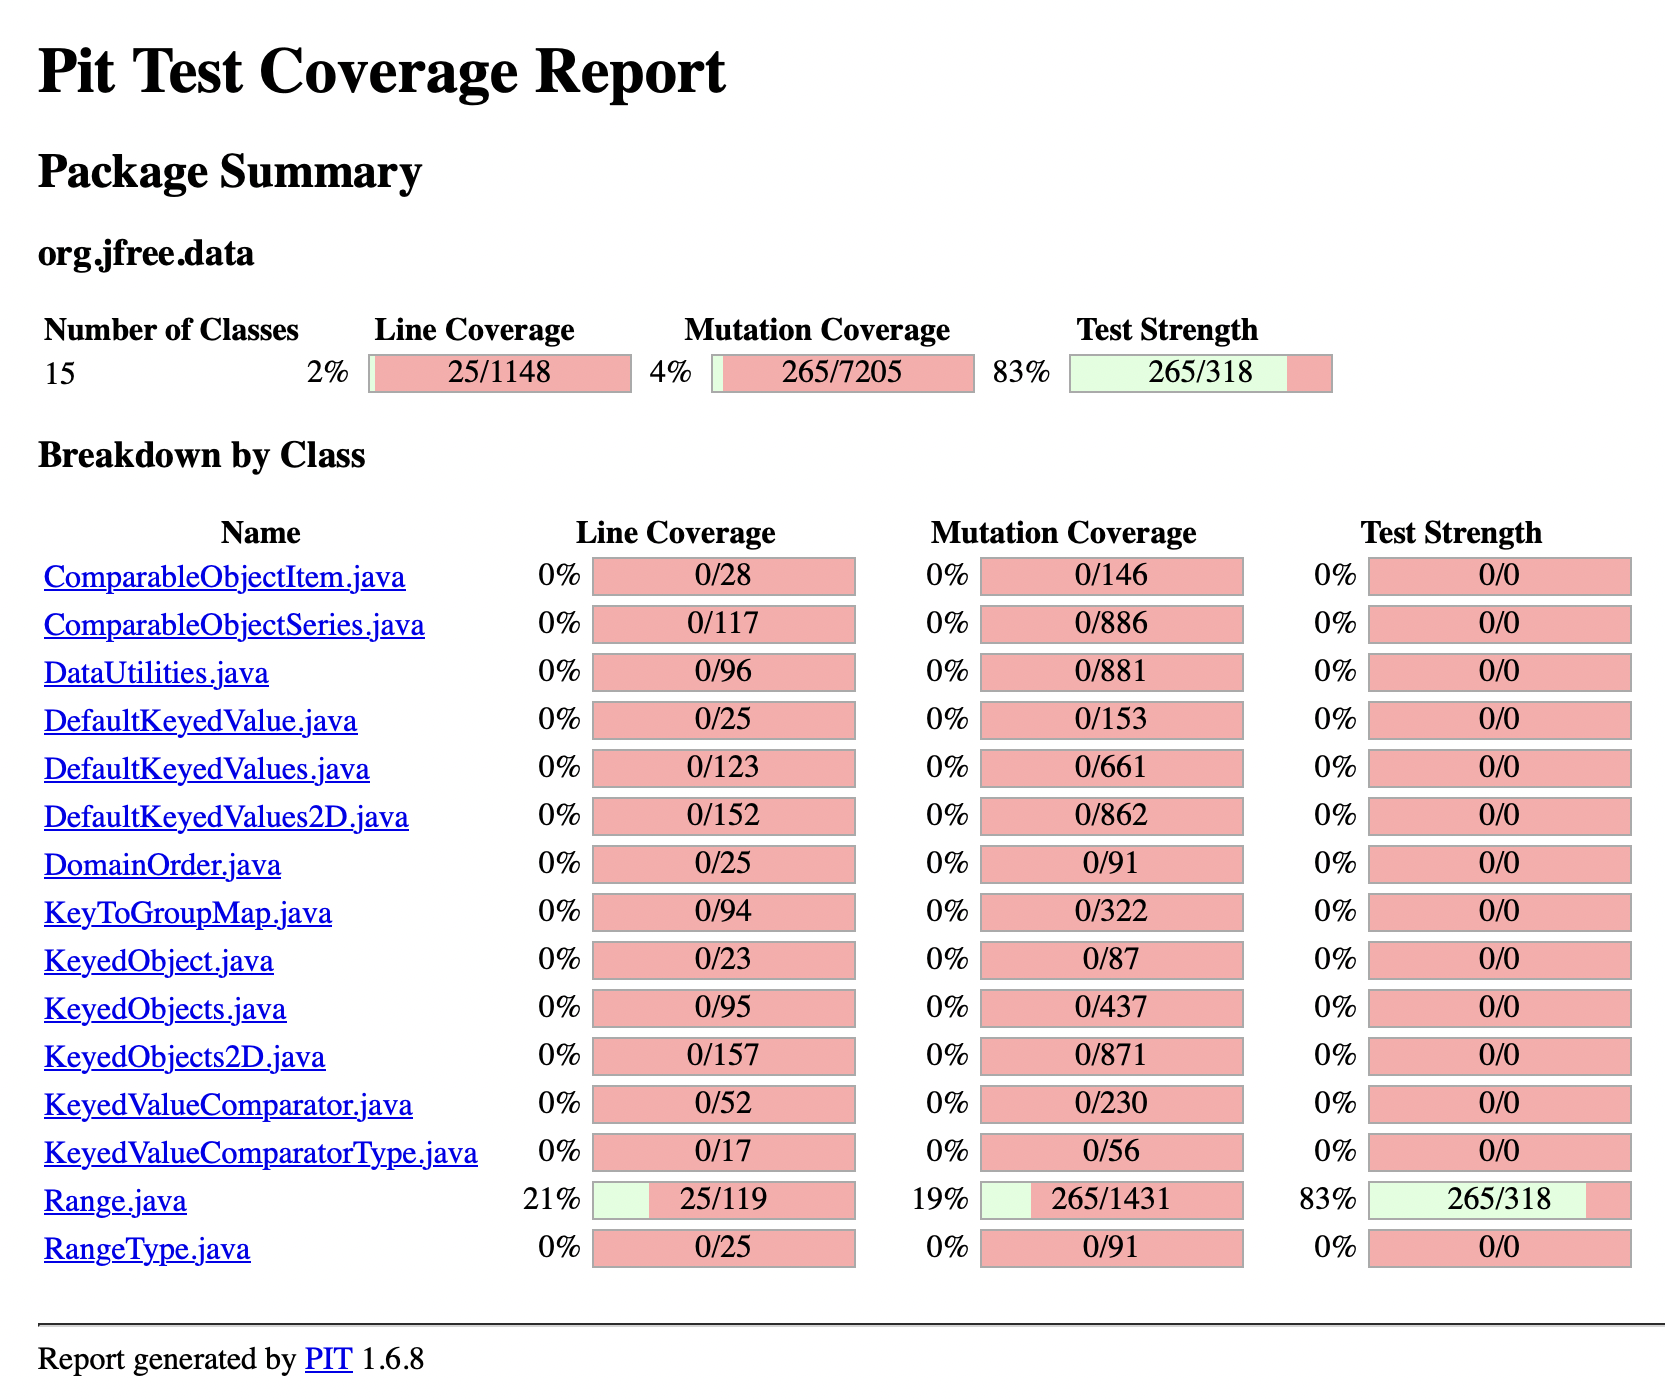 Pit Test Coverage Report
Package Summary
org.jfree.data
Number of Classes Line Coverage Mutation Coverage Test Strength
15 2% 25/1148 4% 265/7205 83% 265/318
Breakdown by Class
Name Line Coverage Mutation Coverage Test Strength
ComparableObjectItem.java 0% 0/28 0% 0/146 0% 0/0
ComparableObjectSeries.java 0% 0/117 0% 0/886 0% 0/0
DataUtilities.java 0% 0/96 0% 0/881 0% 0/0
DefaultKeyedValue.java 0% 0/25 0% 0/153 0% 0/0
DefaultKeyedValues.java 0% 0/123 0% 0/661 0% 0/0
DefaultKeyedValues2D.java 0% 0/152 0% 0/862 0% 0/0
DomainOrder.java 0% 0/25 0% 0/91 0% 0/0
KeyToGroupMap.java 0% 0/94 0% 0/322 0% 0/0
KeyedObject.java 0% 0/23 0% 0/87 0% 0/0
KeyedObjects.java 0% 0/95 0% 0/437 0% 0/0
KeyedObjects2D.java 0% 0/157 0% 0/871 0% 0/0
KeyedValueComparator.java 0% 0/52 0% 0/230 0% 0/0
KeyedValueComparatorType.java 0% 0/17 0% 0/56 0% 0/0
Range.java 21% 25/119 19% 265/1431 83% 265/318
RangeType.java 0% 0/25 0% 0/91 0% 0/0
Report generated by PIT 1.6.8